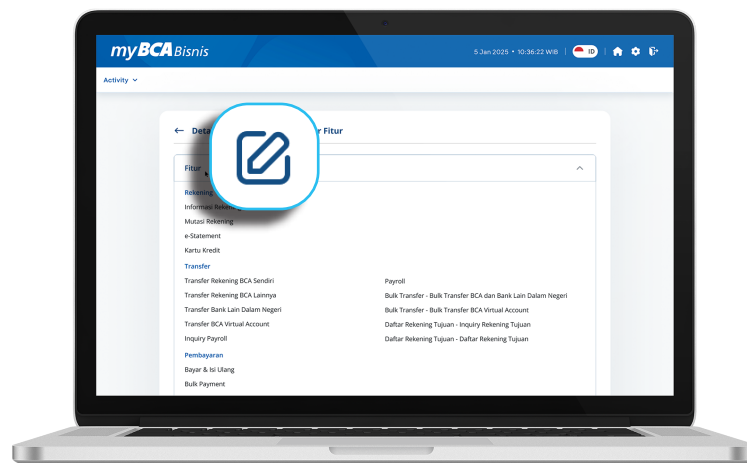 myBCA Bisnis
5 Jan 2025 • 10:36:22 WIB | ID
Activity
← r Fitur
Fitur
Rekening
Informasi Rekening
Mutasi Rekening
e-Statement
Kartu Kredit
Transfer
Transfer Rekening BCA Sendiri
Transfer Rekening BCA Lainnya
Transfer Bank Lain Dalam Negeri
Transfer BCA Virtual Account
Inquiry Payroll
Payroll
Bulk Transfer - Bulk Transfer BCA dan Bank Lain Dalam Negeri
Bulk Transfer - Bulk Transfer BCA Virtual Account
Daftar Rekening Tujuan - Inquiry Rekening Tujuan
Daftar Rekening Tujuan - Daftar Rekening Tujuan
Pembayaran
Bayar & Isi Ulang
Bulk Payment